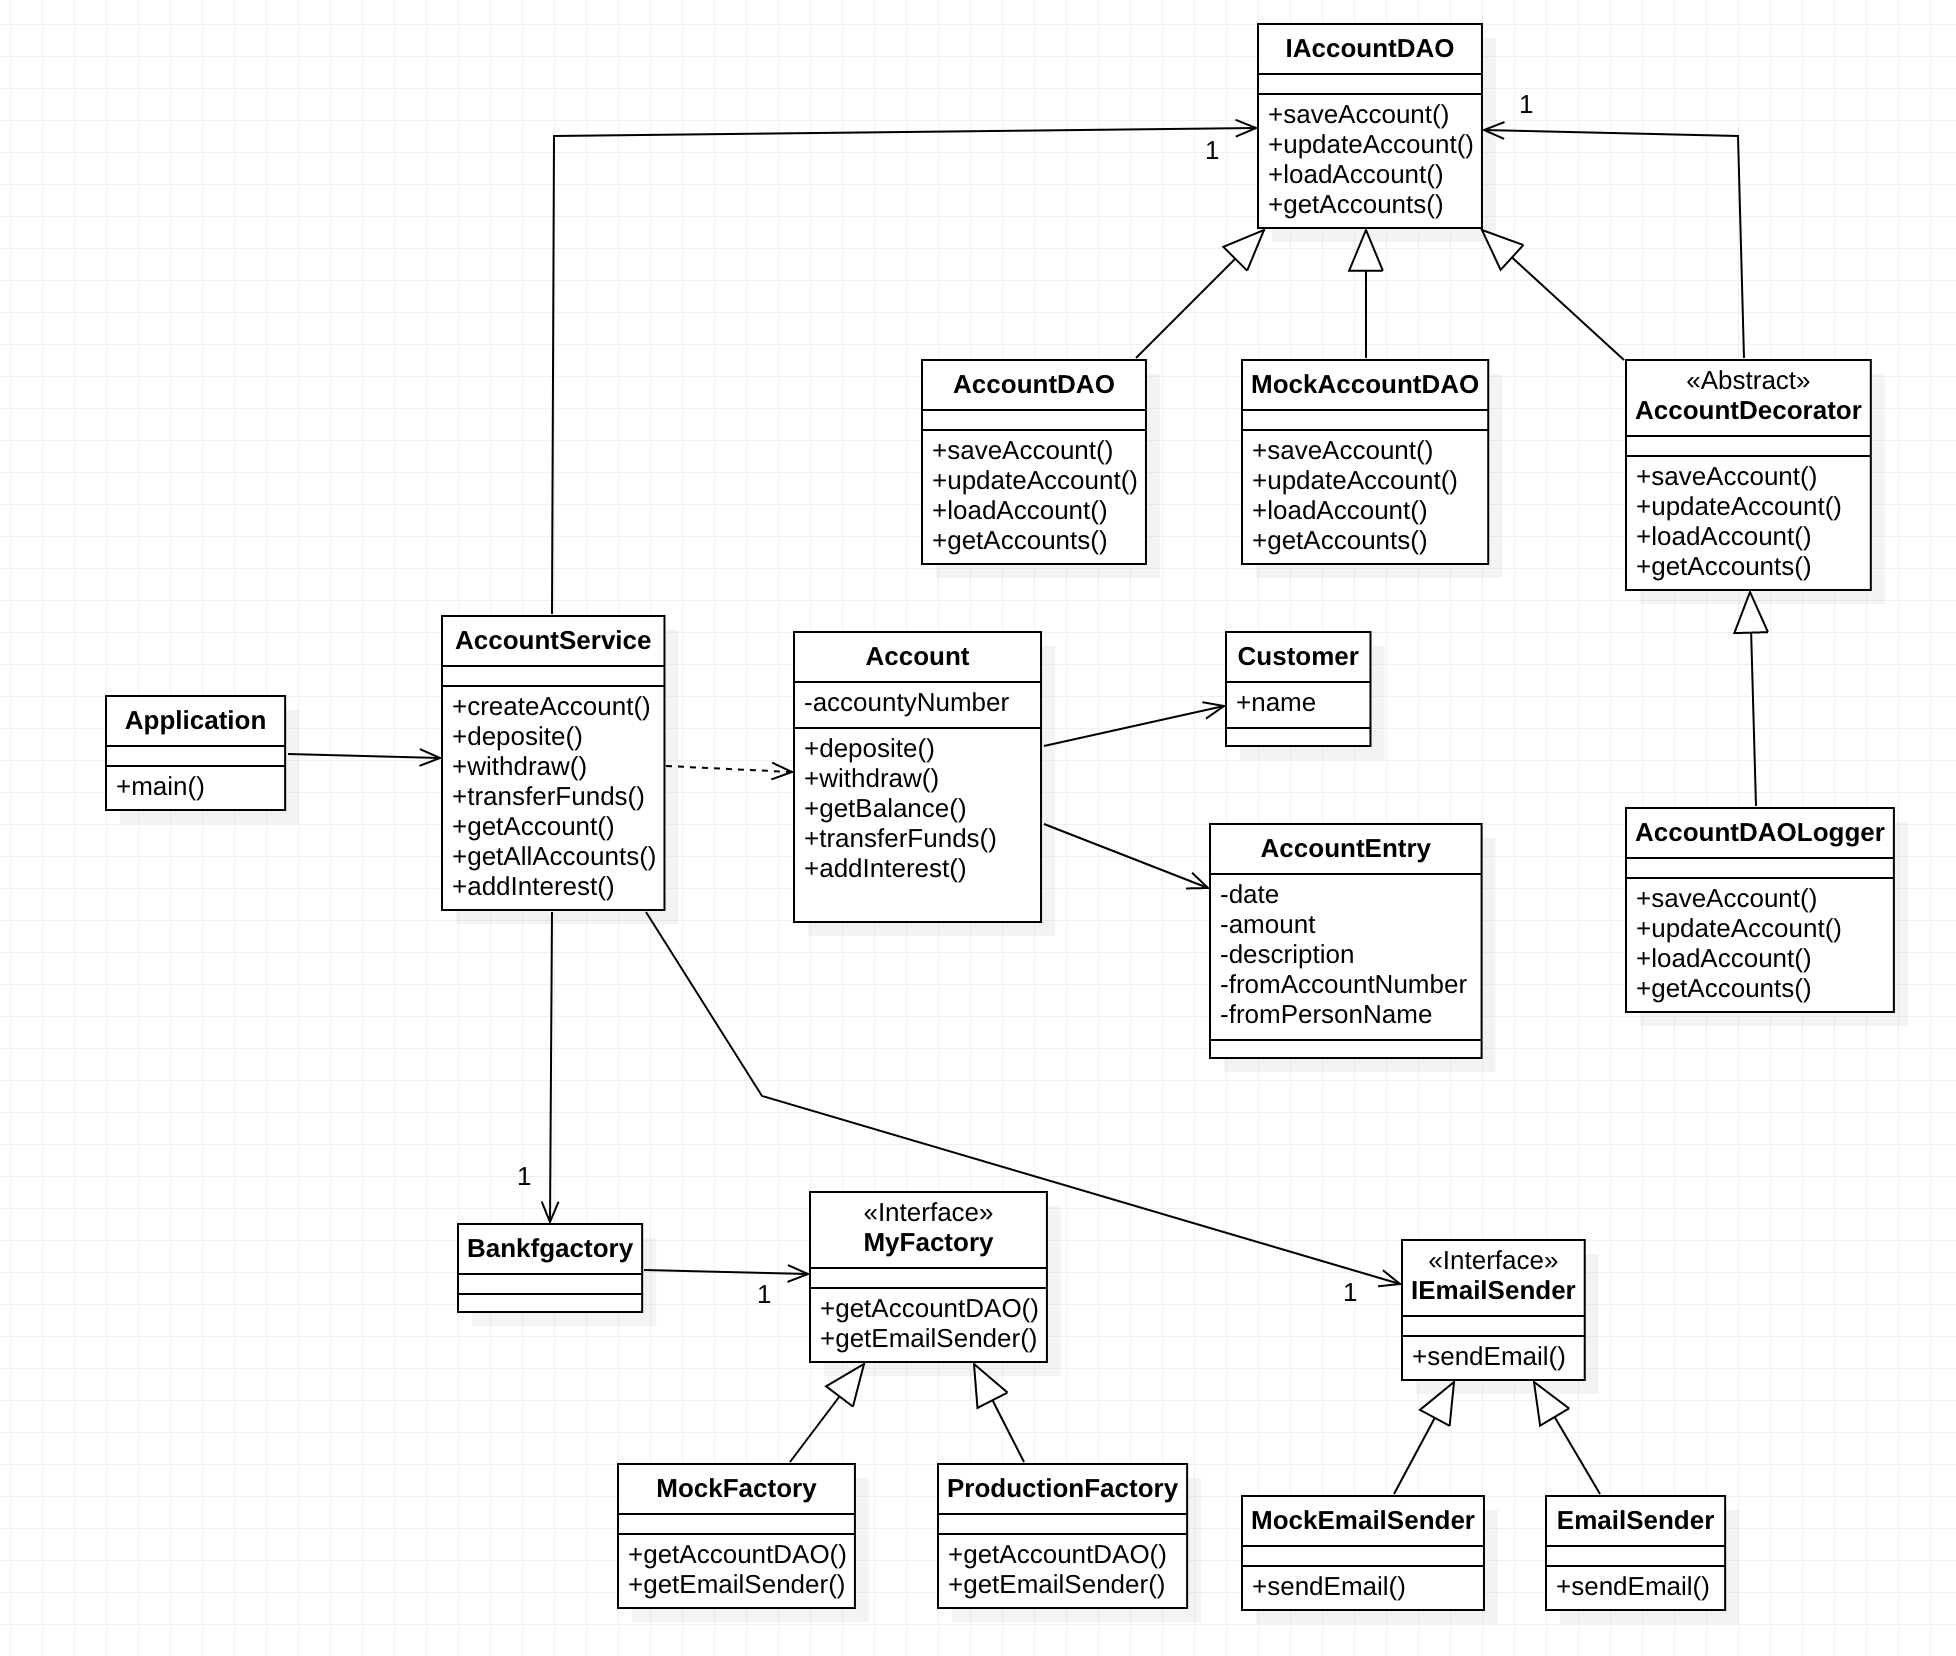 IAccountDAO
+saveAccount()
+updateAccount()
+loadAccount()
+getAccounts()
1
1
AccountDAO
+saveAccount()
+updateAccount()
+loadAccount()
+getAccounts()
MockAccountDAO
+saveAccount()
+updateAccount()
+loadAccount()
+getAccounts()
«Abstract»
AccountDecorator
+saveAccount()
+updateAccount()
+loadAccount()
+getAccounts()
Application
+main()
AccountService
+createAccount()
+deposite()
+withdraw()
+transferFunds()
+getAccount()
+getAllAccounts()
+addInterest()
Account
-accountyNumber
+deposite()
+withdraw()
+getBalance()
+transferFunds()
+addInterest()
Customer
+name
AccountEntry
-date
-amount
-description
-fromAccountNumber
-fromPersonName
AccountDAOLogger
+saveAccount()
+updateAccount()
+loadAccount()
+getAccounts()
1
Bankfgactory
1
«Interface»
MyFactory
+getAccountDAO()
+getEmailSender()
1
«Interface»
IEmailSender
+sendEmail()
MockFactory
+getAccountDAO()
+getEmailSender()
ProductionFactory
+getAccountDAO()
+getEmailSender()
MockEmailSender
+sendEmail()
EmailSender
+sendEmail()